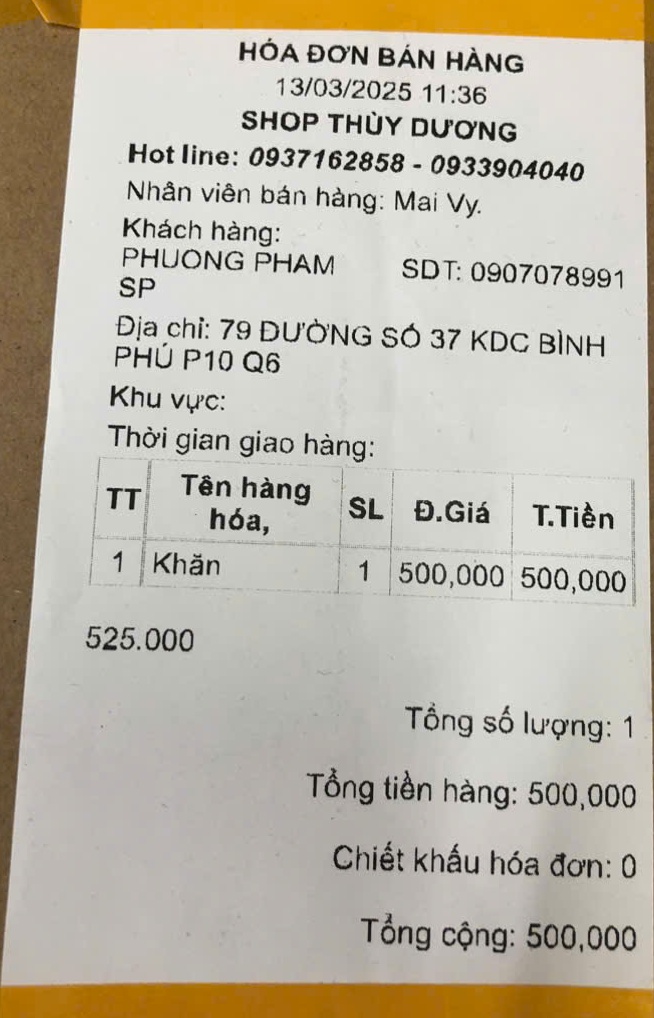 HÓA ĐƠN BÁN HÀNG
13/03/2025 11:36
SHOP THÙY DƯƠNG
Hot line: 0937162858 - 0933904040
Nhân viên bán hàng: Mai Vy.
Khách hàng:
PHUONG PHAM SDT: 0907078991
SP
Địa chỉ: 79 ĐƯỜNG SỐ 37 KDC BÌNH
PHÚ P10 Q6
Khu vực:
Thời gian giao hàng:
TT Tên hàng hóa, SL Đ.Giá T.Tiền
1 Khăn 1 500,000 500,000
525.000
Tổng số lượng: 1
Tổng tiền hàng: 500,000
Chiết khấu hóa đơn: 0
Tổng cộng: 500,000